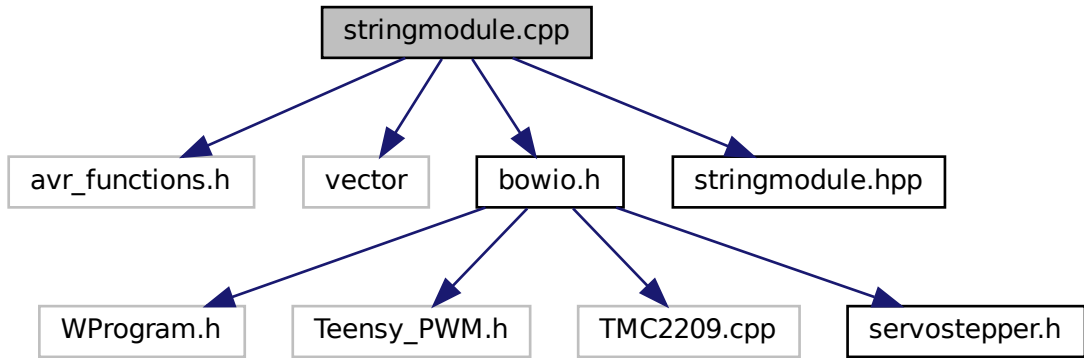 stringmodule.cpp
avr_functions.h
vector
bowio.h
stringmodule.hpp
WProgram.h
Teensy_PWM.h
TMC2209.cpp
servostepper.h